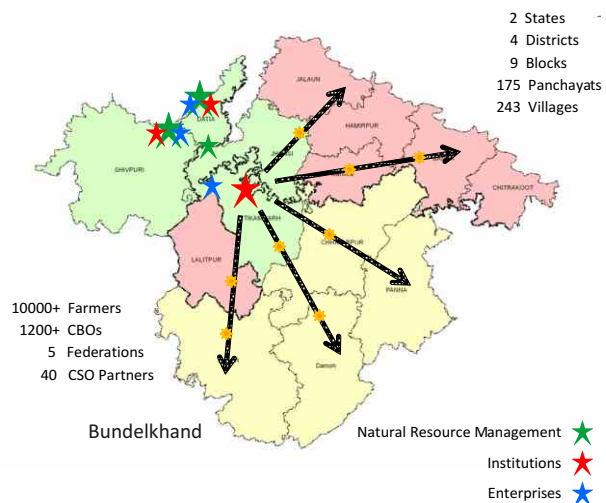 2 States
4 Districts
9 Blocks
175 Panchayats
243 Villages
JALAUN
HAMIRPUR
DATIA
SHIVPURI
CHITRAKOOT
LALITPUR
PANNA
Damoh
10000+ Farmers
1200+ CBOs
5 Federations
40 CSO Partners
Bundelkhand
Natural Resource Management
Institutions
Enterprises